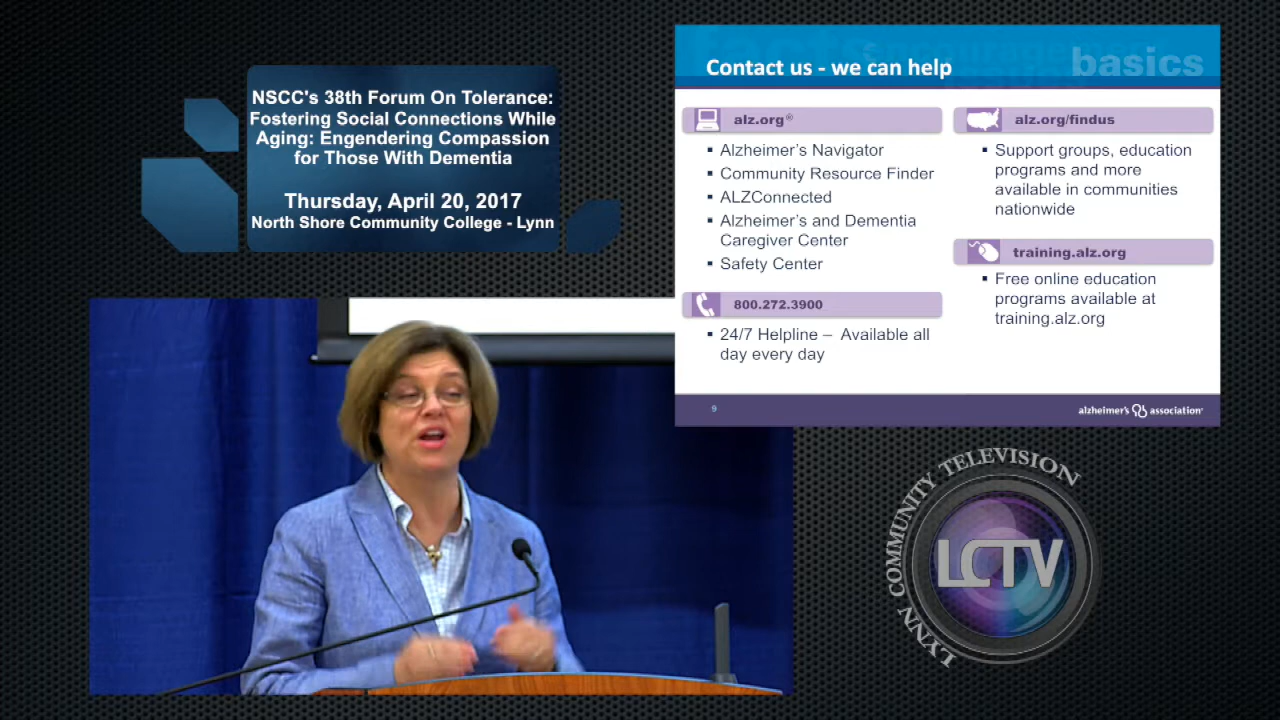 NSCC's 38th Forum On Tolerance:
Fostering Social Connections While
Aging: Engendering Compassion
for Those With Dementia
Thursday, April 20, 2017
North Shore Community College - Lynn
basics
Contact us - we can help
alz.org®
▪ Alzheimer's Navigator
▪ Community Resource Finder
▪ ALZConnected
▪ Alzheimer's and Dementia
Caregiver Center
▪ Safety Center
800.272.3900
▪ 24/7 Helpline – Available all
day every day
alz.org/findus
▪ Support groups, education
programs and more
available in communities
nationwide
training.alz.org
▪ Free online education
programs available at
training.alz.org
9
alzheimer's association®
LYNN COMMUNITY TELEVISION
LCTV